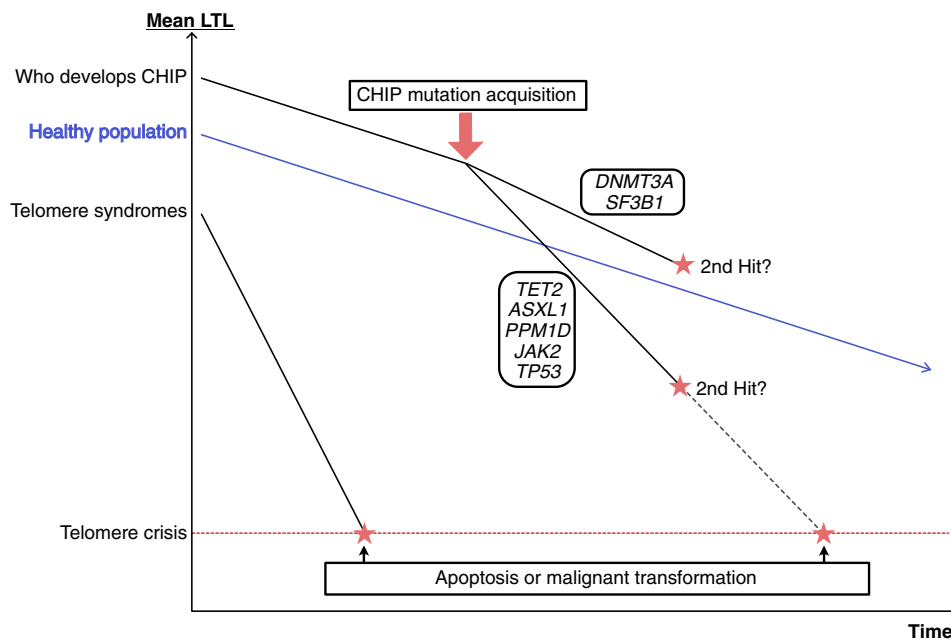 Mean LTL
Who develops CHIP
CHIP mutation acquisition
Healthy population
DNMT3A
SF3B1
Telomere syndromes
2nd Hit?
TET2
ASXL1
PPM1D
JAK2
TP53
2nd Hit?
Telomere crisis
Apoptosis or malignant transformation
Time